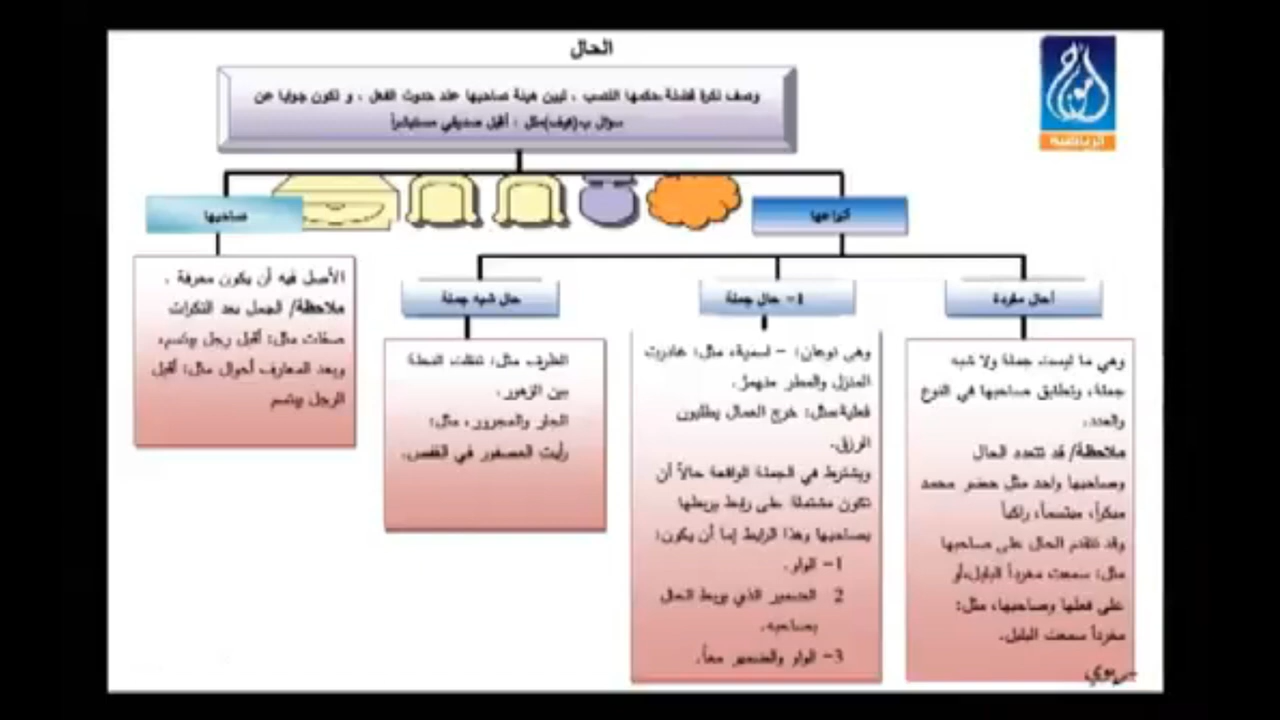 الحال
أمواج
الرياضية
وصف نكرة فضلة حكمها النصب ، تبين هيئة صاحبها عند حدوث الفعل ، و تكون جوابا عن
سؤال ب(كيف)مثل : أقبل صديقي مستبشراً
أنواعها
صاحبها
أحال مفردة
1- حال جملة
حال شبه جملة
وهي ما ليست جملة ولا شبه
جملة، وتطابق صاحبها في النوع
والعدد.
ملاحظة/ قد تتعدد الحال
وصاحبها واحد مثل حضر محمد
مبكراً، مبتسماً، راكباً
وقد تتقدم الحال على صاحبها
مثل: سمعت مغرداً البلبل،أو
على فعلها وصاحبها، مثل:
مغرداً سمعت البلبل.
وهي نوعان: – اسمية، مثل: غادرت
المنزل والمطر منهمرٌ.
فعلية:مثل: خرج العمال يطلبون
الرزق.
ويشترط في الجملة الواقعة حالاً أن
تكون مشتملة على رابط يربطها
بصاحبها وهذا الرابط إما أن يكون:
1- الواو.
2 الضمير الذي يربط الحال
بصاحبه.
3- الواو والضمير معاً.
الظرف مثل: تنقلت النحلة
بين الزهور.
الجار والمجرور، مثل:
رأيت العصفور في القفص.
الأصل فيه أن يكون معرفة .
ملاحظة/ الجمل بعد النكرات
صفات مثل: أقبل رجل يبتسم،
وبعد المعارف أحوال مثل: أقبل
الرجل يبتسم